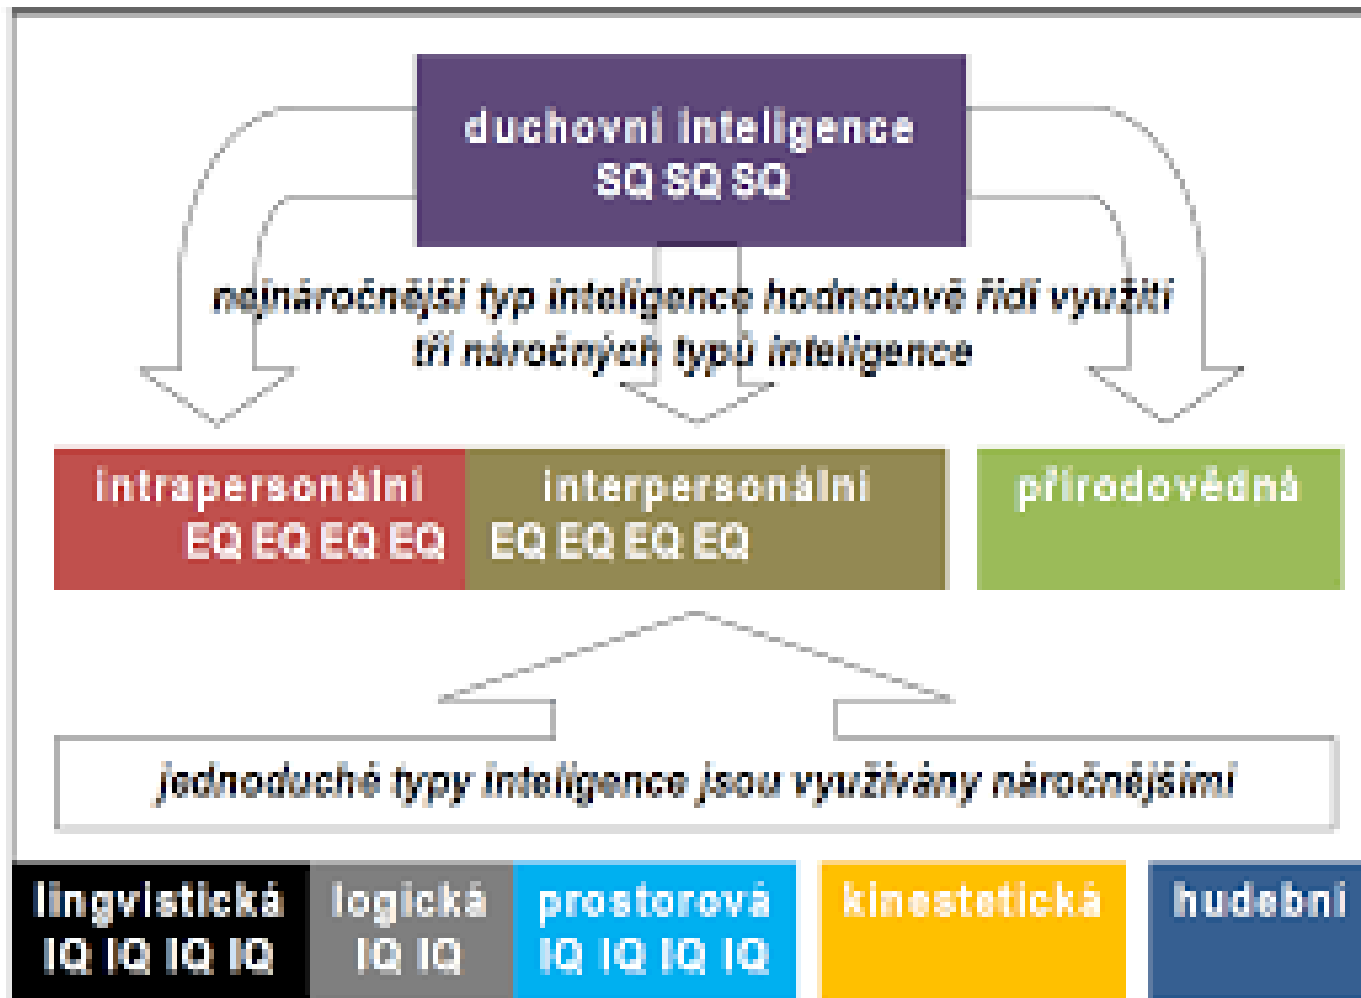 duchovní inteligence
SQ SQ SQ
nejnáročnější typ inteligence hodnotově řídí využití
tří náročných typů inteligence
intrapersonální
EQ EQ EQ EQ
interpersonální
EQ EQ EQ EQ
přírodovědná
jednoduché typy inteligence jsou využívány náročnějšími
lingvistická
IQ IQ IQ IQ
logická
IQ IQ
prostorová
IQ IQ IQ IQ
kinestetická
hudební